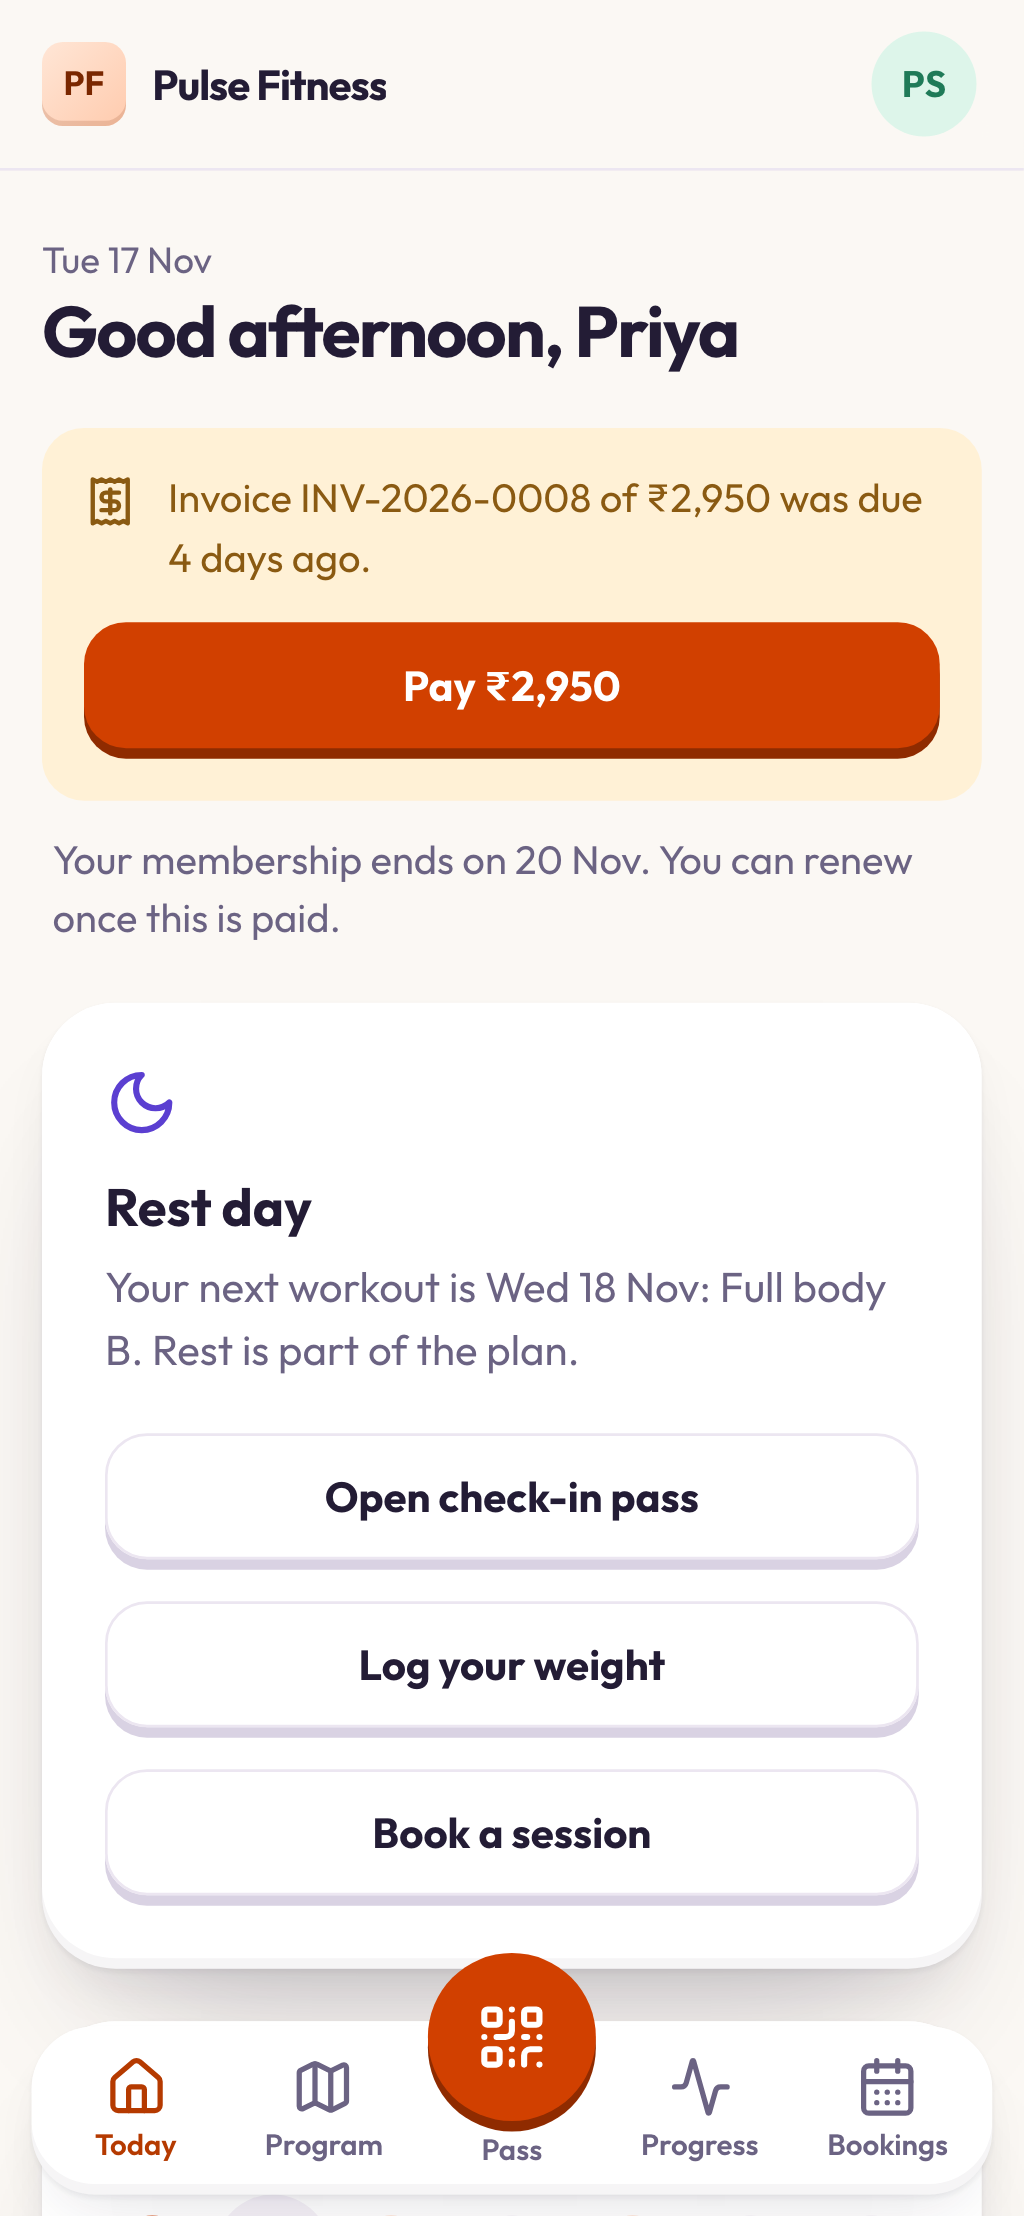 PF
Pulse Fitness
PS
Tue 17 Nov
Good afternoon, Priya
Invoice INV-2026-0008 of ₹2,950 was due
4 days ago.
Pay ₹2,950
Your membership ends on 20 Nov. You can renew
once this is paid.
Rest day
Your next workout is Wed 18 Nov: Full body
B. Rest is part of the plan.
Open check-in pass
Log your weight
Book a session
Today
Program
Pass
Progress
Bookings